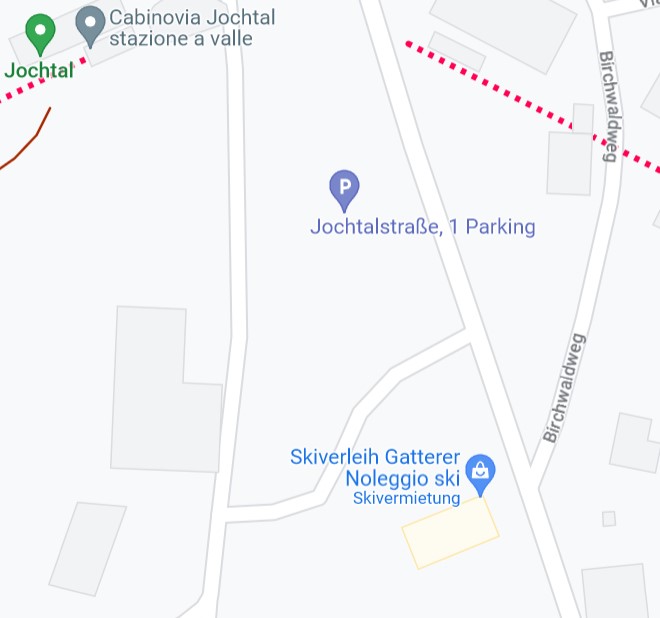 Cabinovia Jochtal
stazione a valle
Jochtal
Birchwaldweg
Jochtalstraße, 1 Parking
Birchwaldweg
Skiverleih Gatterer
Noleggio ski
Skivermietung